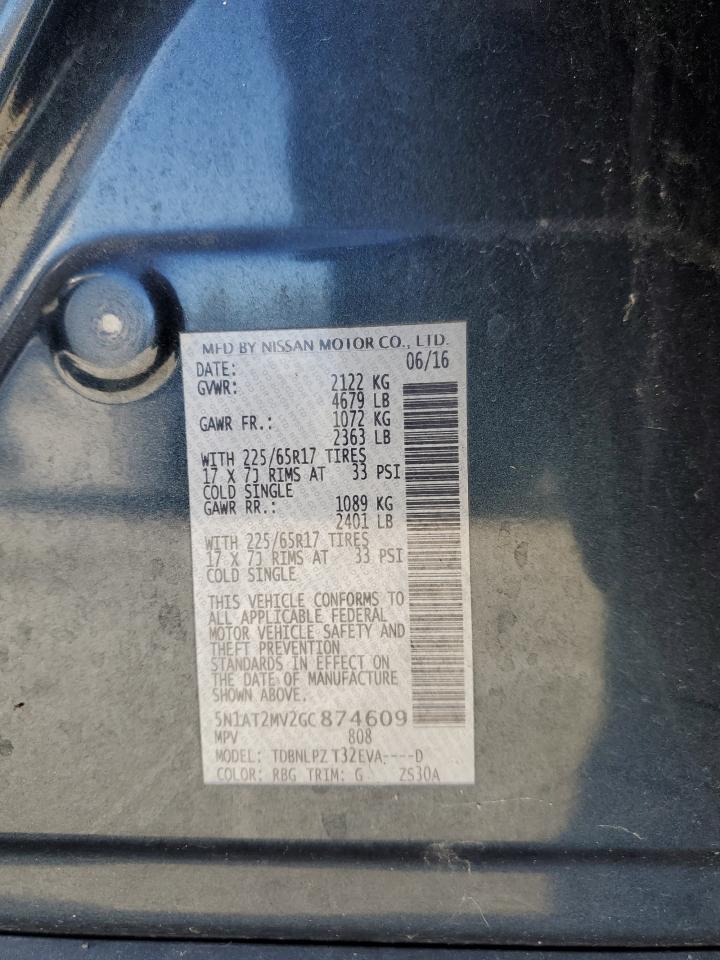 MFD BY NISSAN MOTOR CO., LTD.
DATE: 06/16
GVWR: 2122 KG
4679 LB
GAWR FR.: 1072 KG
2363 LB
WITH 225/65R17 TIRES
17 X 7J RIMS AT 33 PSI
COLD SINGLE
GAWR RR.: 1089 KG
2401 LB
WITH 225/65R17 TIRES
17 X 7J RIMS AT 33 PSI
COLD SINGLE
THIS VEHICLE CONFORMS TO
ALL APPLICABLE FEDERAL
MOTOR VEHICLE SAFETY AND
THEFT PREVENTION
STANDARDS IN EFFECT ON
THE DATE OF MANUFACTURE
SHOWN ABOVE.
5N1AT2MV2GC874609
MPV 808
MODEL: TDBNLPZ T32EVA----D
COLOR: RBG TRIM: G ZS30A